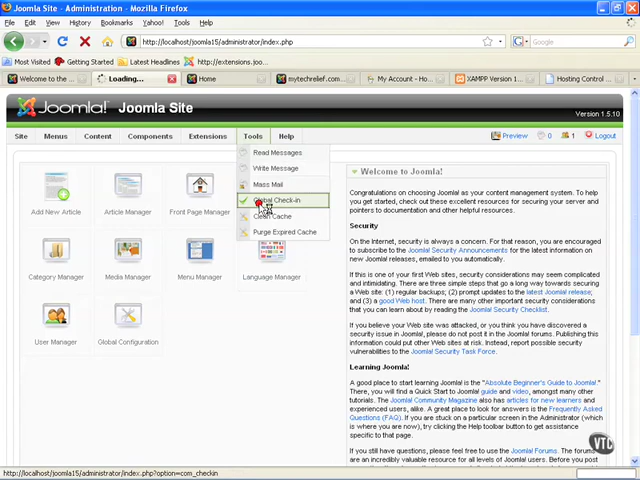 Joomla Site - Administration - Mozilla Firefox
File Edit View History Bookmarks Yahoo! Tools Help
http://localhost/joomla15/administrator/index.php
Google
Most Visited Getting Started Latest Headlines http://extensions.joo...
Welcome to the ... Loading... Home mytechrelief.com... My Account - Ho... XAMPP Version 1... Hosting Control ...
Joomla! Joomla Site
Version 1.5.10
Site Menus Content Components Extensions Tools Help Preview 0 1 Logout
Read Messages
Write Message
Mass Mail
Global Check-in
Clean Cache
Purge Expired Cache
Add New Article Article Manager Front Page Manager
Category Manager Media Manager Menu Manager Language Manager
User Manager Global Configuration
Welcome to Joomla!
Congratulations on choosing Joomla! as your content management system. To help
you get started, check out these excellent resources for securing your server and
pointers to documentation and other helpful resources.
Security
On the Internet, security is always a concern. For that reason, you are encouraged
to subscribe to the Joomla! Security Announcements for the latest information on
new Joomla! releases, emailed to you automatically.
If this is one of your first Web sites, security considerations may seem complicated
and intimidating. There are three simple steps that go a long way towards
securing a Web site: (1) regular backups; (2) prompt updates to the
latest Joomla! release; and (3) a good Web host. There are many other important security considerations
that you can learn about by reading the Joomla! Security Checklist.
If you believe your Web site was attacked, or you think you have discovered a
security issue in Joomla!, please do not post it in the Joomla! forums. Publishing this
information could put other Web sites at risk. Instead, report possible security
vulnerabilities to the Joomla! Security Task Force.
Learning Joomla!
A good place to start learning Joomla! is the "Absolute Beginner's Guide to Joomla!."
There, you will find a Quick Start to Joomla! guide and video, amongst many other
tutorials. The Joomla! Community Magazine also has articles for new learners and
experienced users, alike. A great place to look for answers is the Frequently Asked
Questions (FAQ). If you are stuck on a particular screen in the Administrator (which
is where you are now), try clicking the Help toolbar button to get assistance
specific to that page.
If you still have questions, please feel free to use the Joomla! Forums. The forums
are an incredibly valuable resource for all levels of Joomla! users. Before you post
VTC
http://localhost/joomla15/administrator/index.php?option=com_checkin